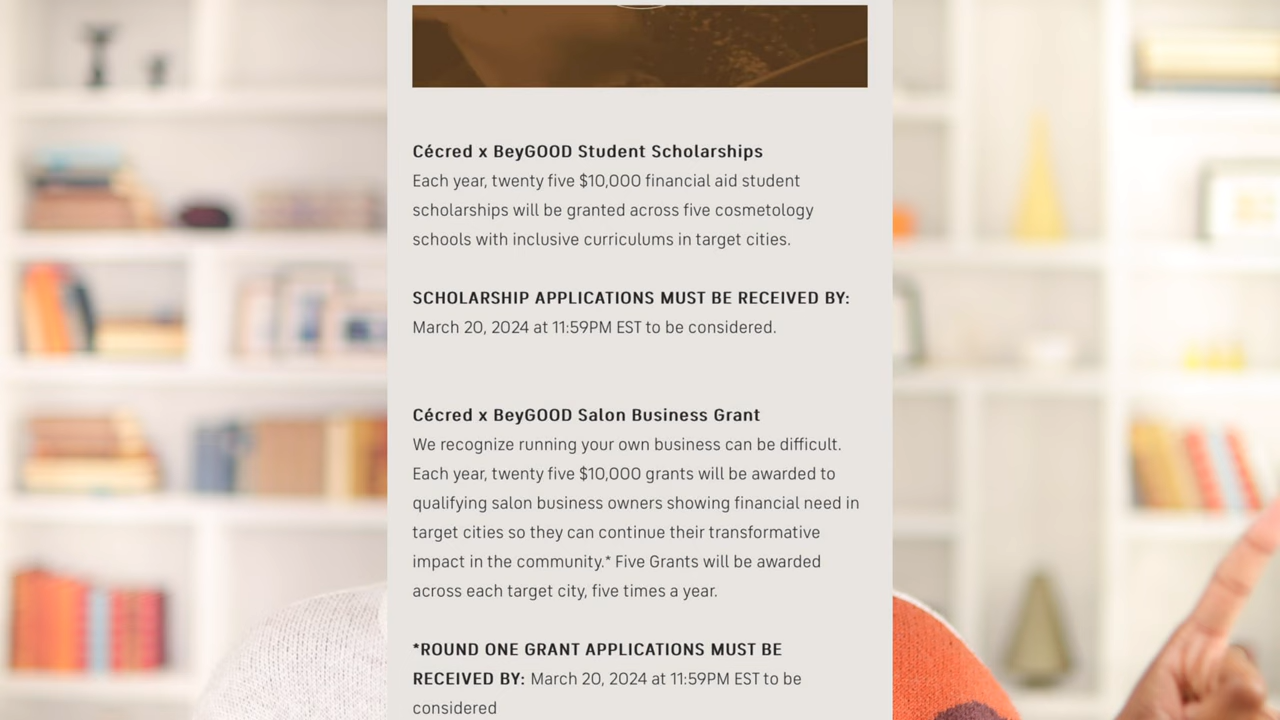 Cécred x BeyGOOD Student Scholarships
Each year, twenty five $10,000 financial aid student
scholarships will be granted across five cosmetology
schools with inclusive curriculums in target cities.
SCHOLARSHIP APPLICATIONS MUST BE RECEIVED BY:
March 20, 2024 at 11:59PM EST to be considered.
Cécred x BeyGOOD Salon Business Grant
We recognize running your own business can be difficult.
Each year, twenty five $10,000 grants will be awarded to
qualifying salon business owners showing financial need in
target cities so they can continue their transformative
impact in the community.* Five Grants will be awarded
across each target city, five times a year.
*ROUND ONE GRANT APPLICATIONS MUST BE
RECEIVED BY: March 20, 2024 at 11:59PM EST to be
considered